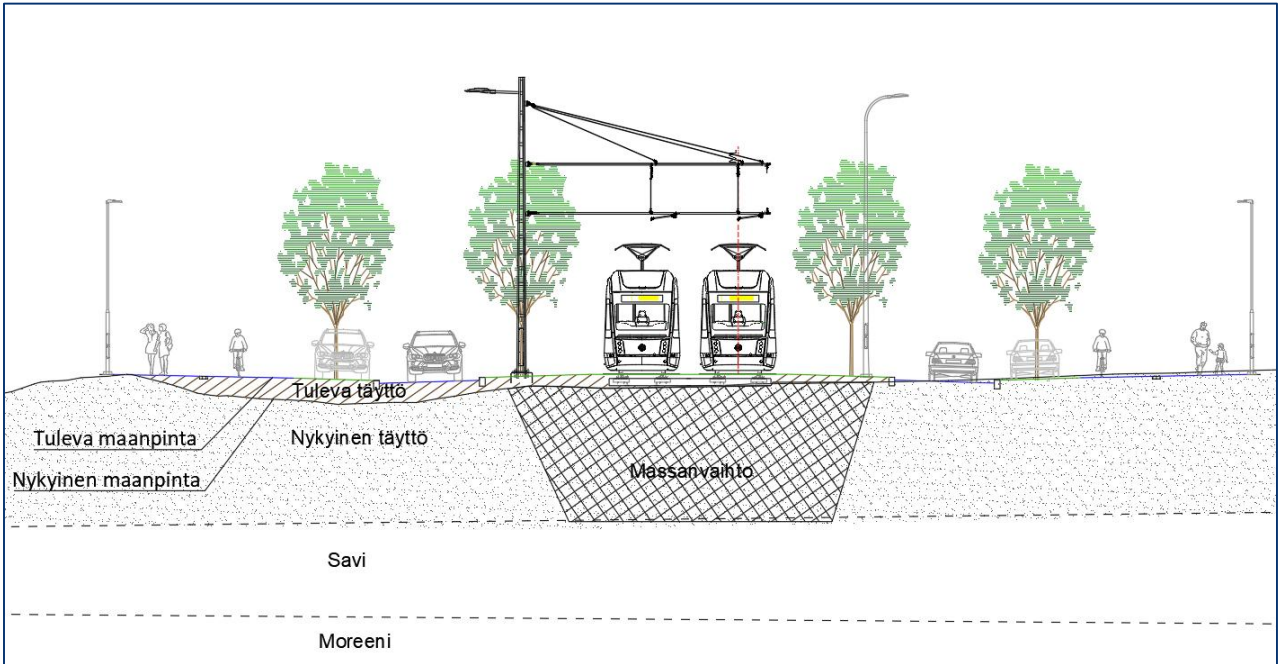 Tuleva täyttö
Tuleva maanpinta
Nykyinen täyttö
Nykyinen maanpinta
Massanvaihto
Savi
Moreeni